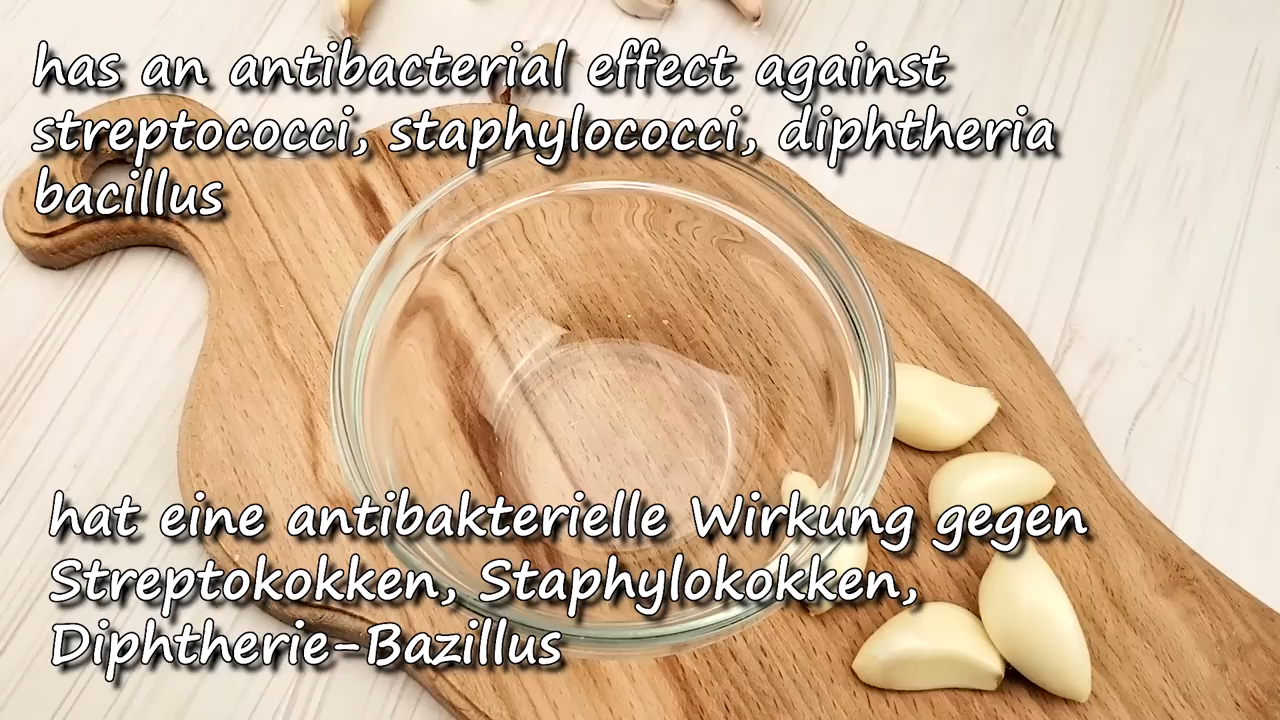 has an antibacterial effect against
streptococci, staphylococci, diphtheria
bacillus
hat eine antibakterielle Wirkung gegen
Streptokokken, Staphylokokken,
Diphtherie-Bazillus